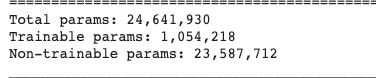 Total params: 24,641,930
Trainable params: 1,054,218
Non-trainable params: 23,587,712